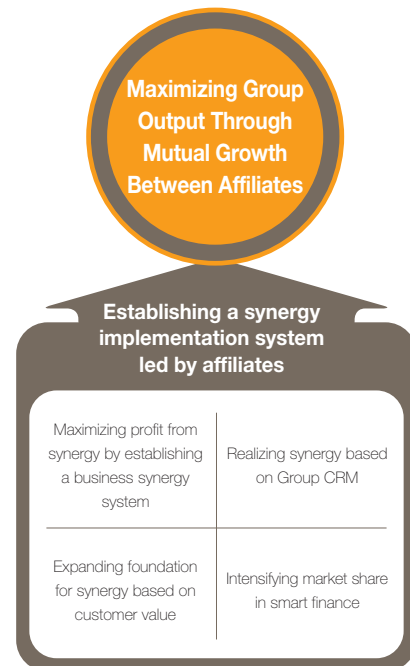 Maximizing Group
Output Through
Mutual Growth
Between Affiliates
Establishing a synergy
implementation system
led by affiliates
Maximizing profit from
synergy by establishing
a business synergy
system
Realizing synergy based
on Group CRM
Expanding foundation
for synergy based on
customer value
Intensifying market share
in smart finance